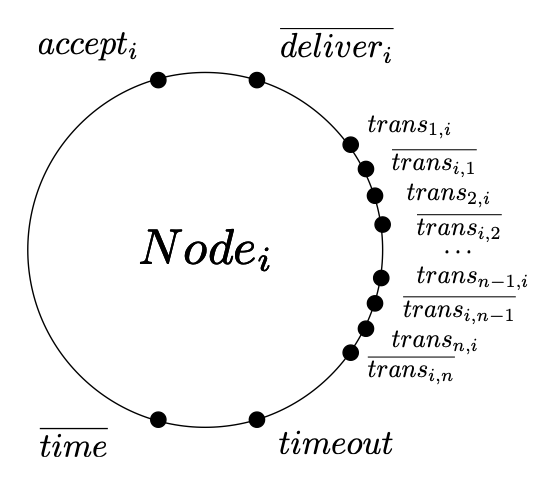 $accept_i$
$\overline{deliver_i}$
$trans_{1,i}$
$\overline{trans_{i,1}}$
$trans_{2,i}$
$\overline{trans_{i,2}}$
$Node_i$
$\cdots$
$trans_{n-1,i}$
$\overline{trans_{i,n-1}}$
$trans_{n,i}$
$\overline{trans_{i,n}}$
$\overline{time}$
$timeout$